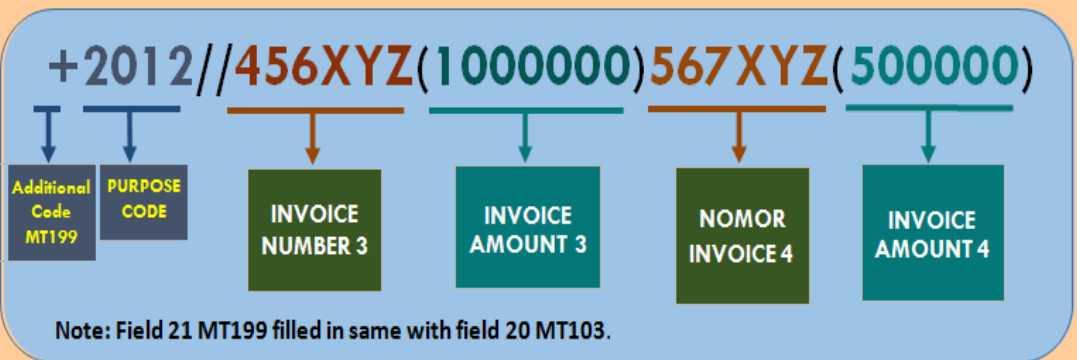 +2012//456XYZ(1000000)567XYZ(500000)
Additional
Code
MT199
PURPOSE
CODE
INVOICE
NUMBER 3
INVOICE
AMOUNT 3
NOMOR
INVOICE 4
INVOICE
AMOUNT 4
Note: Field 21 MT199 filled in same with field 20 MT103.